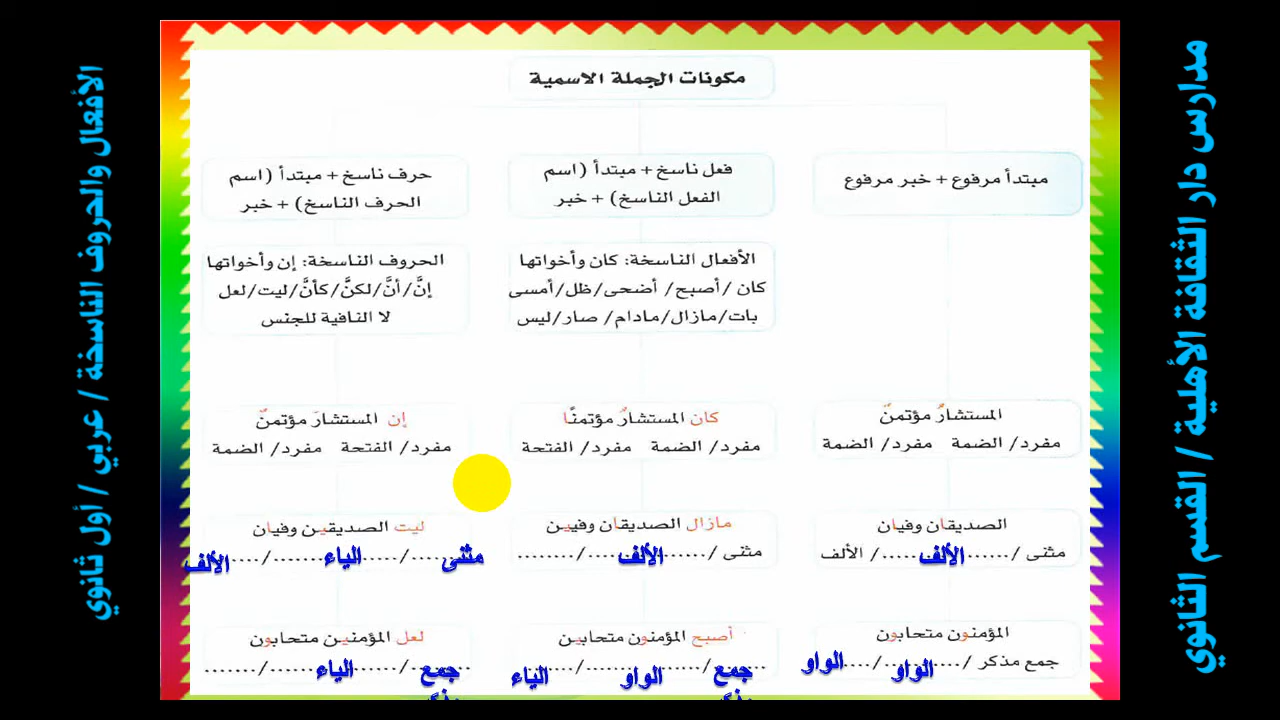 مدارس دار الثقافة الأهلية / القسم الثانوي
مكونات الجملة الاسمية
مبتدأ مرفوع + خبر مرفوع
فعل ناسخ + مبتدأ (اسم
الفعل الناسخ) + خبر
حرف ناسخ + مبتدأ (اسم
الحرف الناسخ) + خبر
الأفعال الناسخة: كان وأخواتها
كان /أصبح/ أضحى/ظل/أمسى
بات/مازال/مادام/ صار/ليس
الحروف الناسخة: إن وأخواتها
إنَّ/أنَّ/لكنَّ/كأنَّ/ليت/لعل
لا النافية للجنس
المستشارُ مؤتمنٌ
مفرد/ الضمة مفرد/ الضمة
كان المستشارُ مؤتمنًا
مفرد/ الضمة مفرد/ الفتحة
إن المستشارَ مؤتمنٌ
مفرد/ الفتحة مفرد/ الضمة
الصديقان وفيان
مثنى /......الألف...../ الألف
مازال الصديقان وفيين
مثنى /......الألف....../........
ليت الصديقين وفيان
مثنى..../.....الياء......./....الألف
المؤمنون متحابون
جمع مذكر /....الواو..../....الواو
أصبح المؤمنون متحابين
جمع....../.......الواو/.....الياء
لعل المؤمنين متحابون
جمع..../......الياء....../.......
الأفعال والحروف الناسخة / عربي / أول ثانوي